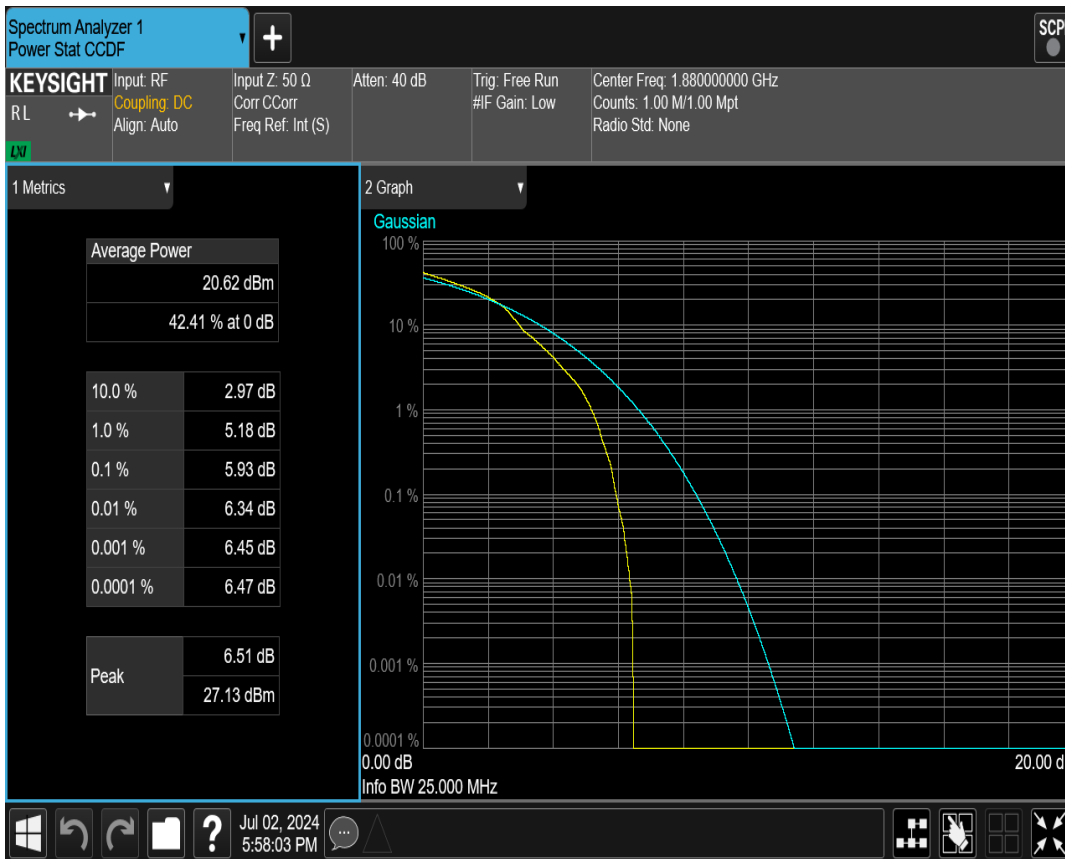 Spectrum Analyzer 1
Power Stat CCDF
+
SCP
KEYSIGHT
RL
LXI
Input: RF
Coupling: DC
Align: Auto
Input Z: 50 Ω
Corr CCorr
Freq Ref: Int (S)
Atten: 40 dB
Trig: Free Run
#IF Gain: Low
Center Freq: 1.880000000 GHz
Counts: 1.00 M/1.00 Mpt
Radio Std: None
1 Metrics
Average Power
20.62 dBm
42.41 % at 0 dB
10.0 % 2.97 dB
1.0 % 5.18 dB
0.1 % 5.93 dB
0.01 % 6.34 dB
0.001 % 6.45 dB
0.0001 % 6.47 dB
Peak
6.51 dB
27.13 dBm
2 Graph
Gaussian
100 %
10 %
1 %
0.1 %
0.01 %
0.001 %
0.0001 %
0.00 dB 20.00 d
Info BW 25.000 MHz
?
Jul 02, 2024
5:58:03 PM